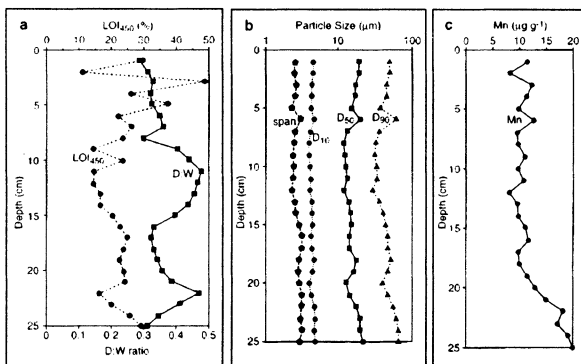 a
LOI450 (%)
0 10 20 30 40 50
0
5
10
15
20
25
Depth (cm)
LOI450
D:W
0 0.1 0.2 0.3 0.4 0.5
D:W ratio
b
Particle Size (µm)
1 10 100
0
5
10
15
20
25
Depth (cm)
span
D10
D50
D90
c
Mn (µg g-1)
0 5 10 15 20
0
5
10
15
20
25
Depth (cm)
Mn